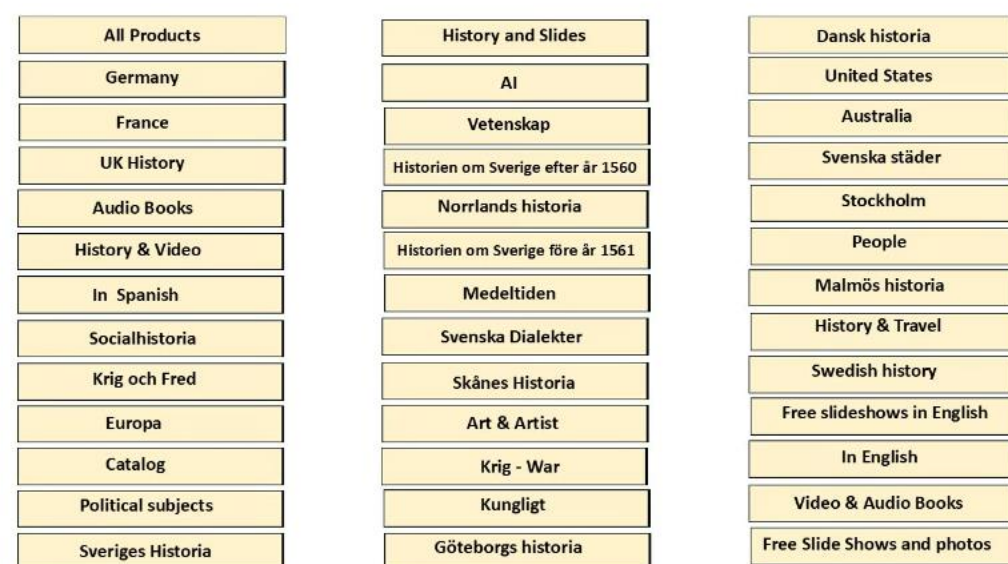 All Products
Germany
France
UK History
Audio Books
History & Video
In Spanish
Socialhistoria
Krig och Fred
Europa
Catalog
Political subjects
Sveriges Historia
History and Slides
AI
Vetenskap
Historien om Sverige efter år 1560
Norrlands historia
Historien om Sverige före år 1561
Medeltiden
Svenska Dialekter
Skånes Historia
Art & Artist
Krig - War
Kungligt
Göteborgs historia
Dansk historia
United States
Australia
Svenska städer
Stockholm
People
Malmös historia
History & Travel
Swedish history
Free slideshows in English
In English
Video & Audio Books
Free Slide Shows and photos